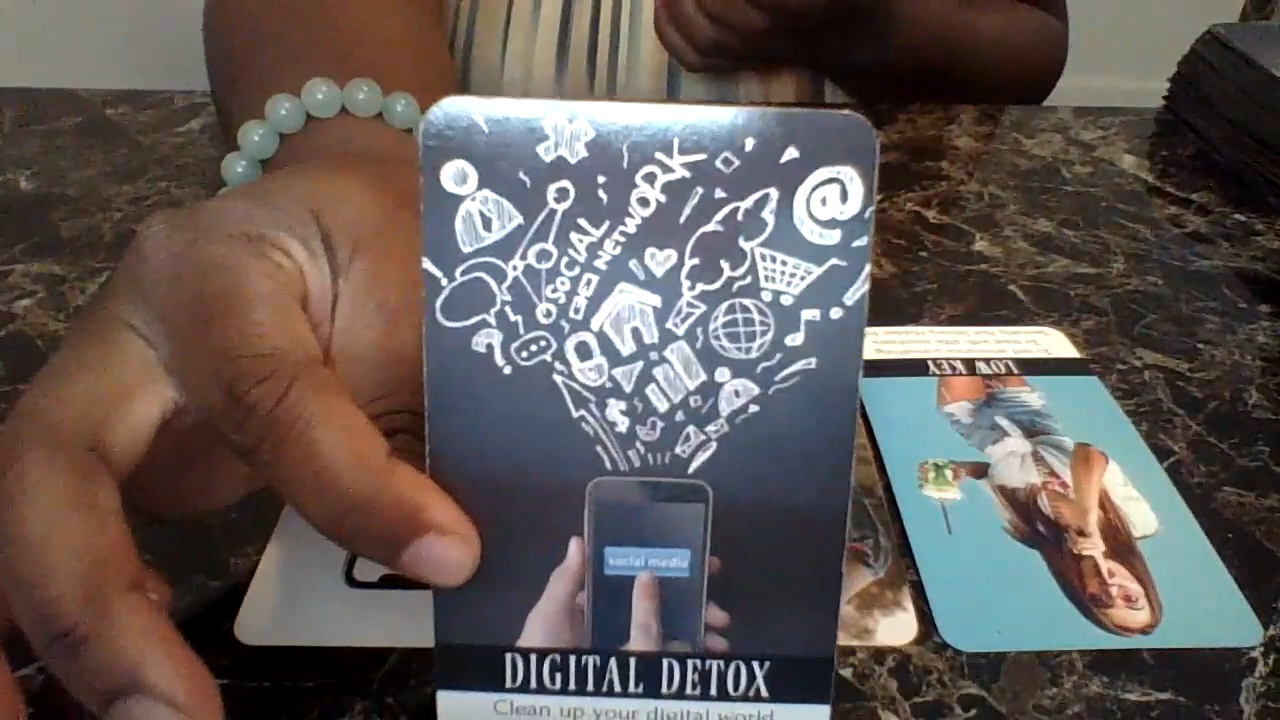 SOCIAL
NETWORK
social media
DIGITAL DETOX
Clean up your digital world
LOW KEY